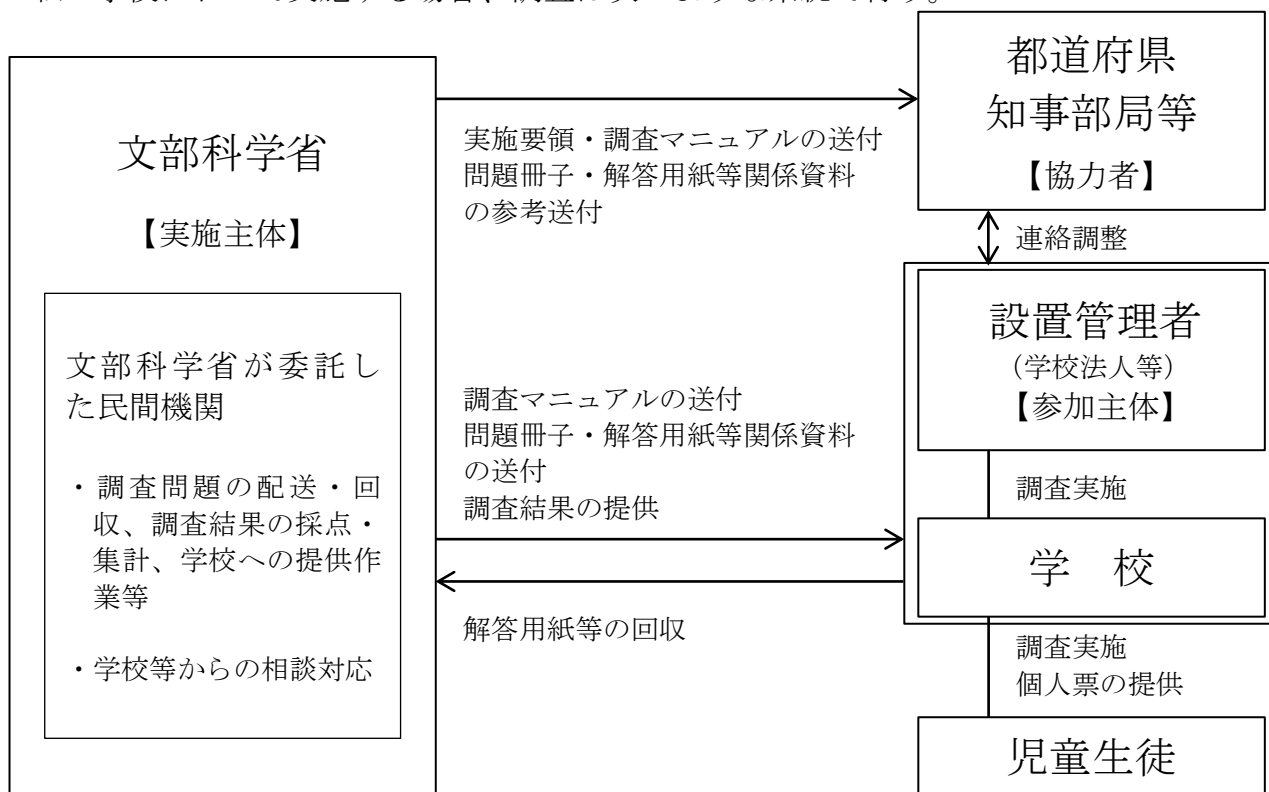 文部科学省
【実施主体】
文部科学省が委託し
た民間機関
・調査問題の配送・回
収、調査結果の採点・
集計、学校への提供作
業等
・学校等からの相談対応
実施要領・調査マニュアルの送付
問題冊子・解答用紙等関係資料
の参考送付
調査マニュアルの送付
問題冊子・解答用紙等関係資料
の送付
調査結果の提供
解答用紙等の回収
都道府県
知事部局等
【協力者】
連絡調整
設置管理者
（学校法人等）
【参加主体】
調査実施
学 校
調査実施
個人票の提供
児童生徒